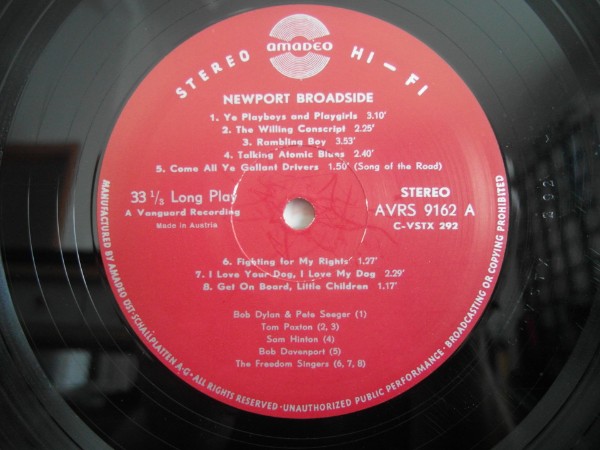 amadeo
STEREO HI-FI
NEWPORT BROADSIDE
1. Ye Playboys and Playgirls 3.10'
2. The Willing Conscript 2.25'
3. Rambling Boy 3.53'
4. Talking Atomic Blues 2.40'
5. Come All Ye Gallant Drivers 1.50' (Song of the Road)
33 1/3 Long Play
A Vanguard Recording
Made in Austria
STEREO
AVRS 9162 A
C-VSTX 292
6. Fighting for My Rights' 1.27'
7. I Love Your Dog, I Love My Dog 2.29'
8. Get On Board, Little Children 1.17'
Bob Dylan & Pete Seeger (1)
Tom Paxton (2, 3)
Sam Hinton (4)
Bob Davenport (5)
The Freedom Singers (6, 7, 8)
MANUFACTURED BY AMADEO ÖST. SCHALLPLATTEN A·G · ALL RIGHTS RESERVED · UNAUTHORIZED PUBLIC PERFORMANCE · BROADCASTING OR COPYING PROHIBITED